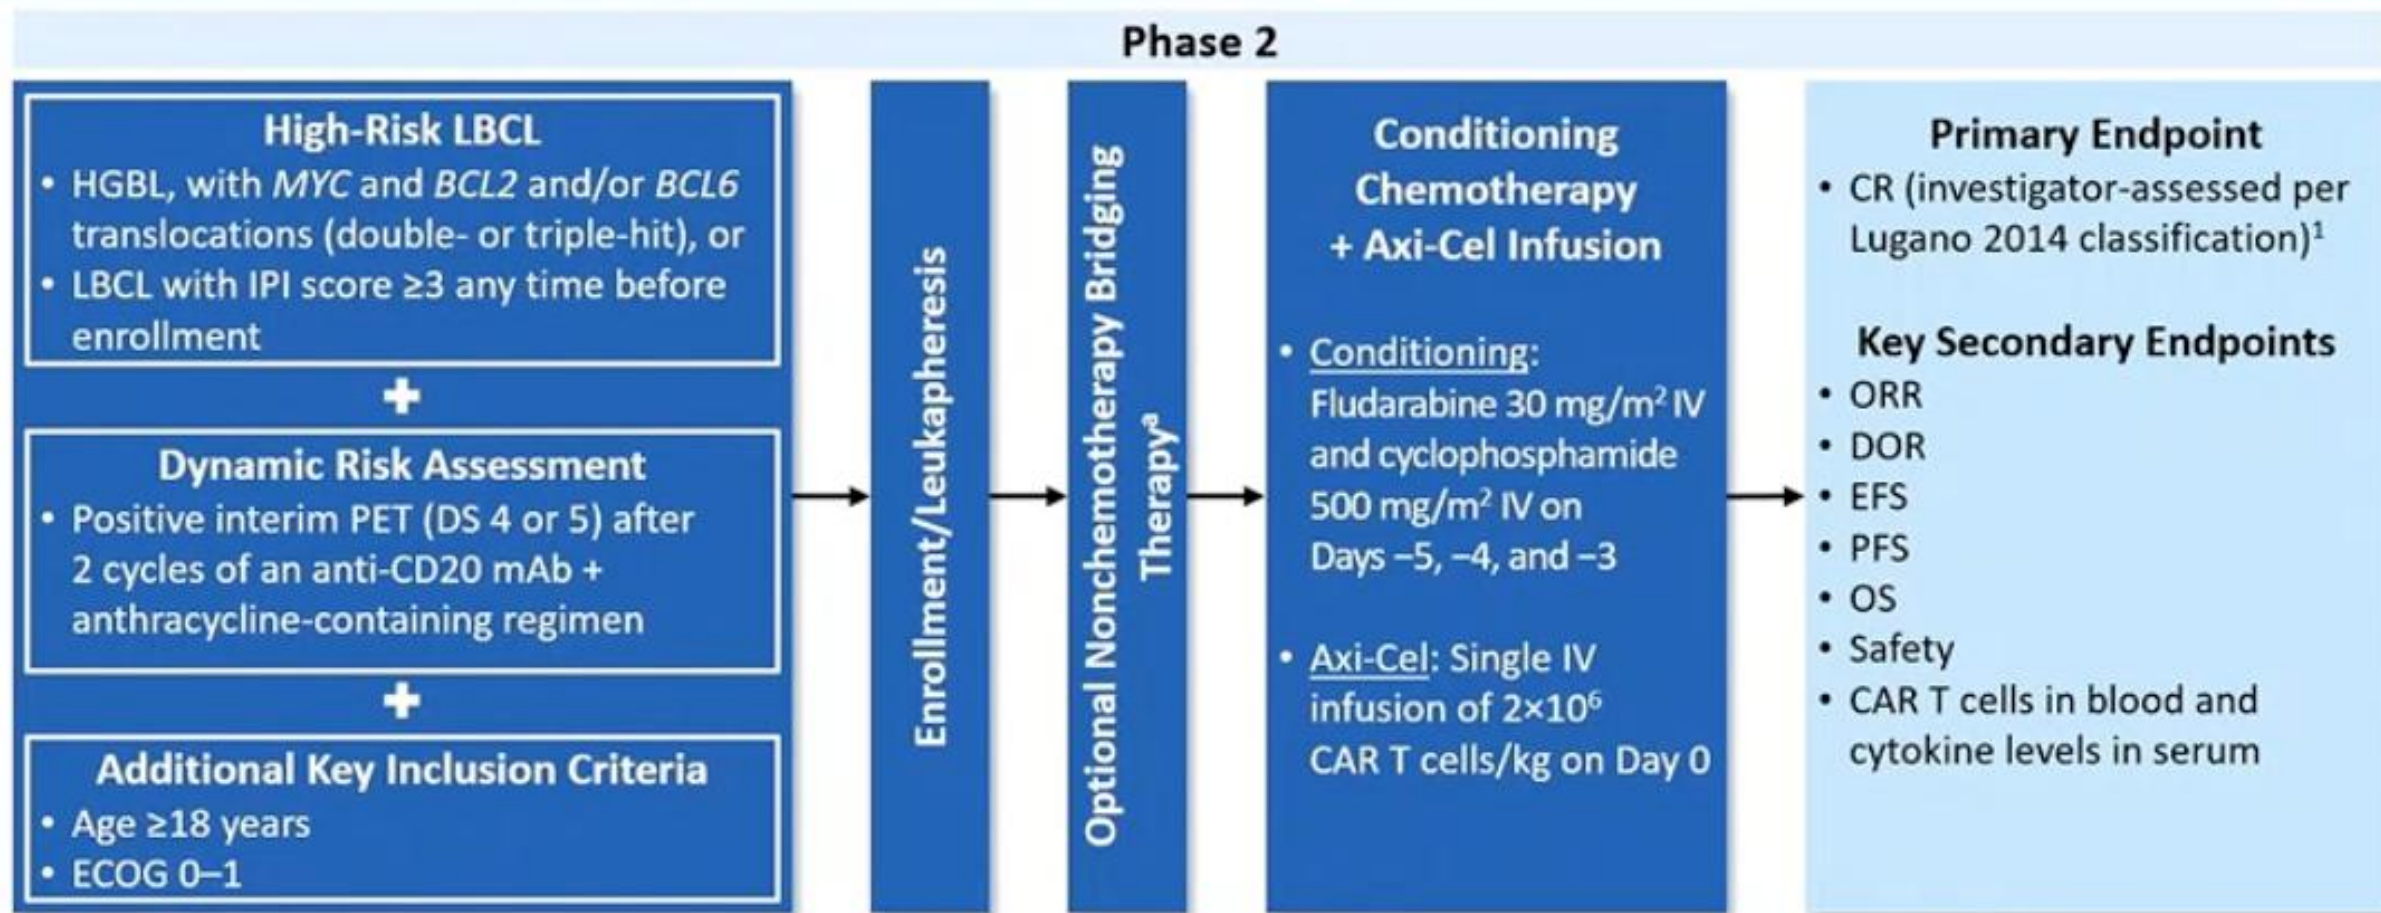 Phase 2
High-Risk LBCL
• HGBL, with MYC and BCL2 and/or BCL6
translocations (double- or triple-hit), or
• LBCL with IPI score ≥3 any time before
enrollment
+
Dynamic Risk Assessment
• Positive interim PET (DS 4 or 5) after
2 cycles of an anti-CD20 mAb +
anthracycline-containing regimen
+
Additional Key Inclusion Criteria
• Age ≥18 years
• ECOG 0–1
Enrollment/Leukapheresis
Optional Nonchemotherapy Bridging
Therapyᵃ
Conditioning
Chemotherapy
+ Axi-Cel Infusion
• Conditioning:
Fludarabine 30 mg/m² IV
and cyclophosphamide
500 mg/m² IV on
Days −5, −4, and −3
• Axi-Cel: Single IV
infusion of 2×10⁶
CAR T cells/kg on Day 0
Primary Endpoint
• CR (investigator-assessed per
Lugano 2014 classification)¹
Key Secondary Endpoints
• ORR
• DOR
• EFS
• PFS
• OS
• Safety
• CAR T cells in blood and
cytokine levels in serum